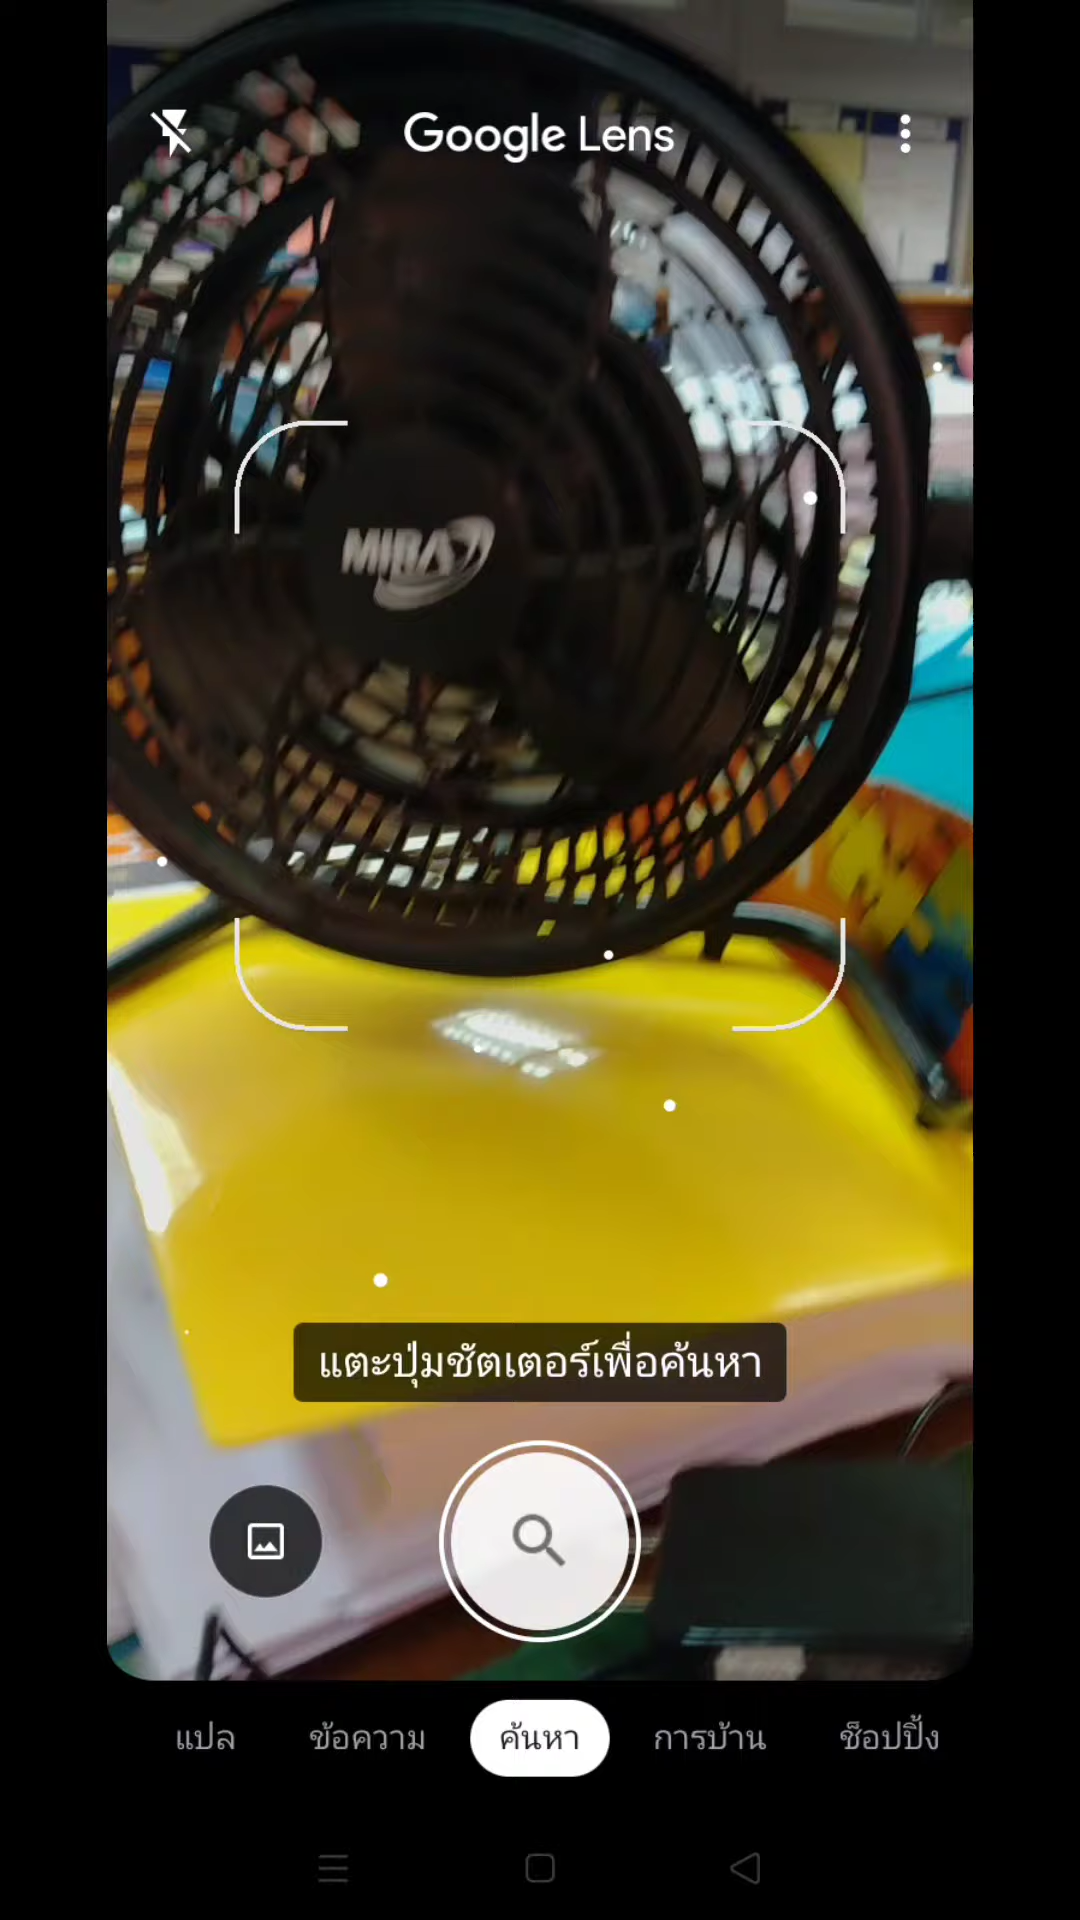 Google Lens
MIRA
แตะปุ่มชัตเตอร์เพื่อค้นหา
แปล
ข้อความ
ค้นหา
การบ้าน
ช็อปปิ้ง